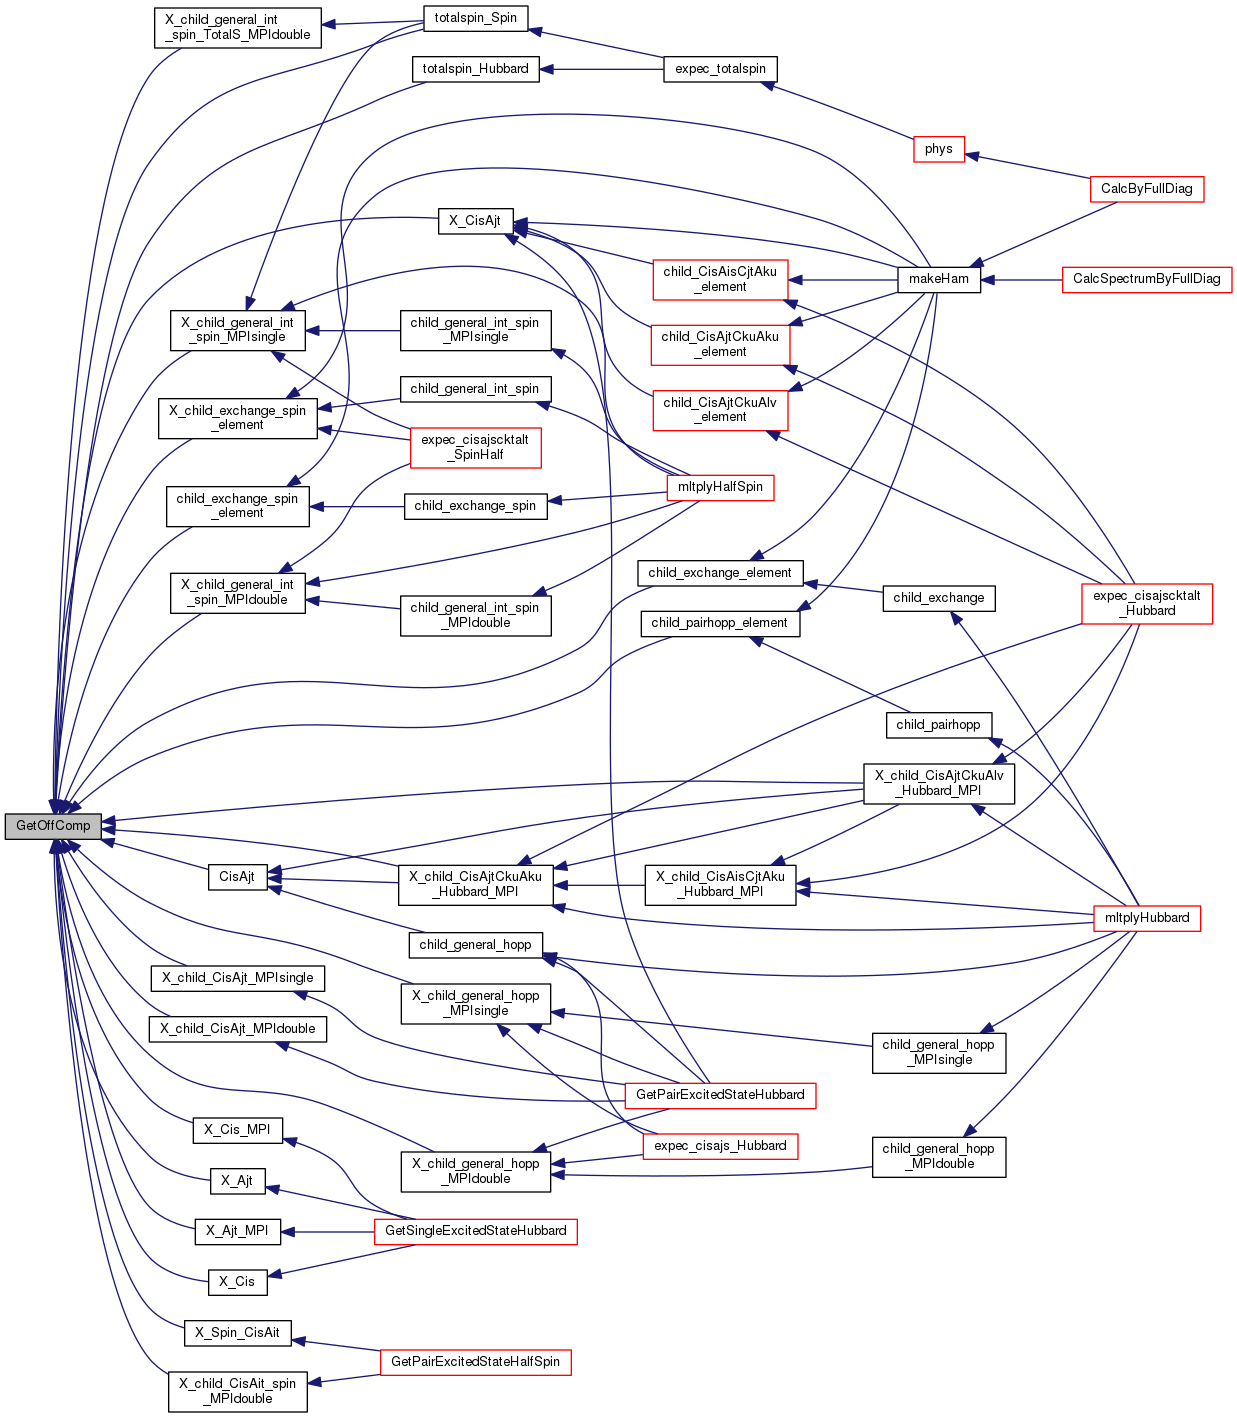 X_child_general_int
_spin_TotalS_MPIdouble
totalspin_Spin
totalspin_Hubbard
expec_totalspin
phys
CalcByFullDiag
X_CisAjt
child_CisAisCjtAku
_element
makeHam
CalcSpectrumByFullDiag
X_child_general_int
_spin_MPIsingle
child_general_int_spin
_MPIsingle
child_CisAjtCkuAku
_element
X_child_exchange_spin
_element
child_general_int_spin
child_CisAjtCkuAlv
_element
expec_cisajscktalt
_SpinHalf
child_exchange_spin
_element
child_exchange_spin
mltplyHalfSpin
X_child_general_int
_spin_MPIdouble
child_general_int_spin
_MPIdouble
child_exchange_element
child_exchange
expec_cisajscktalt
_Hubbard
child_pairhopp_element
child_pairhopp
X_child_CisAjtCkuAlv
_Hubbard_MPI
GetOffComp
CisAjt
X_child_CisAjtCkuAku
_Hubbard_MPI
X_child_CisAisCjtAku
_Hubbard_MPI
mltplyHubbard
child_general_hopp
X_child_CisAjt_MPIsingle
X_child_general_hopp
_MPIsingle
X_child_CisAjt_MPIdouble
child_general_hopp
_MPIsingle
GetPairExcitedStateHubbard
X_Cis_MPI
expec_cisajs_Hubbard
X_child_general_hopp
_MPIdouble
child_general_hopp
_MPIdouble
X_Ajt
X_Ajt_MPI
GetSingleExcitedStateHubbard
X_Cis
X_Spin_CisAit
GetPairExcitedStateHalfSpin
X_child_CisAit_spin
_MPIdouble